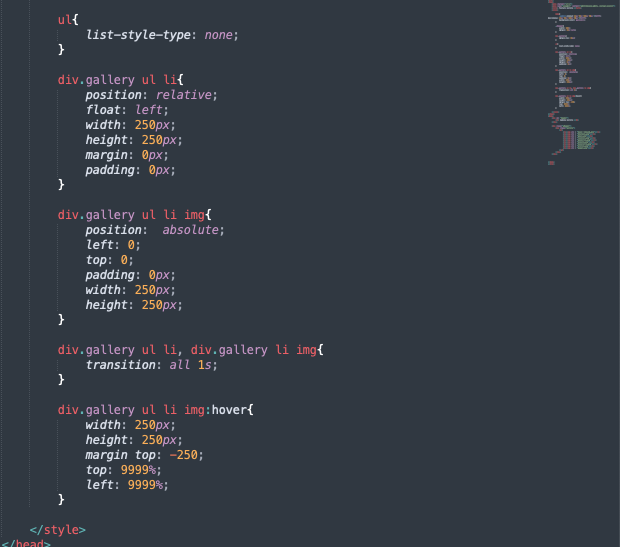 ul{
list-style-type: none;
}
div.gallery ul li{
position: relative;
float: left;
width: 250px;
height: 250px;
margin: 0px;
padding: 0px;
}
div.gallery ul li img{
position:  absolute;
left: 0;
top: 0;
padding: 0px;
width: 250px;
height: 250px;
}
div.gallery ul li, div.gallery li img{
transition: all 1s;
}
div.gallery ul li img:hover{
width: 250px;
height: 250px;
margin top: -250;
top: 9999%;
left: 9999%;
}
</style>
</head>